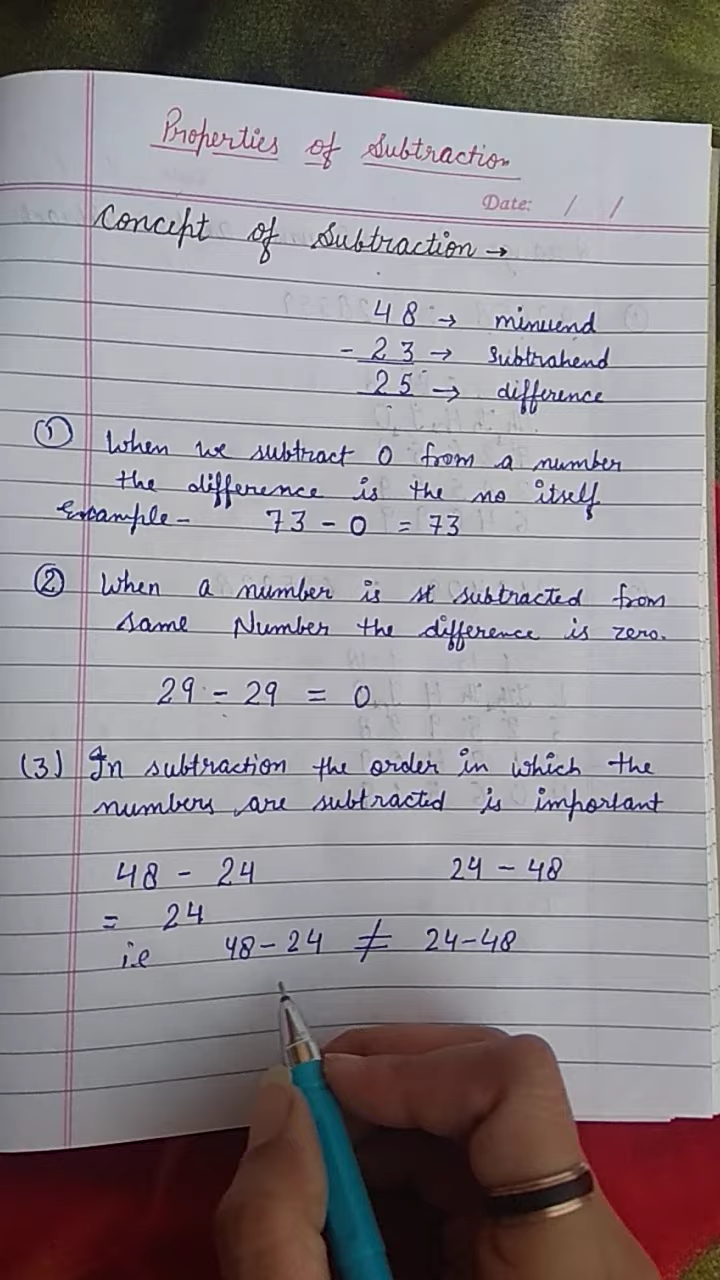 Properties of Subtraction
Date: / /
Concept of Subtraction →
48 → minuend
- 23 → Subtrahend
25 → difference
① When we subtract 0 from a number
the difference is the no itself
Example - 73 - 0 = 73
② When a number is st subtracted from
same Number the difference is zero.
29 - 29 = 0
(3) In subtraction the order in which the
numbers are subtracted is important
48 - 24 24 - 48
= 24
i.e 48 - 24 ≠ 24 - 48